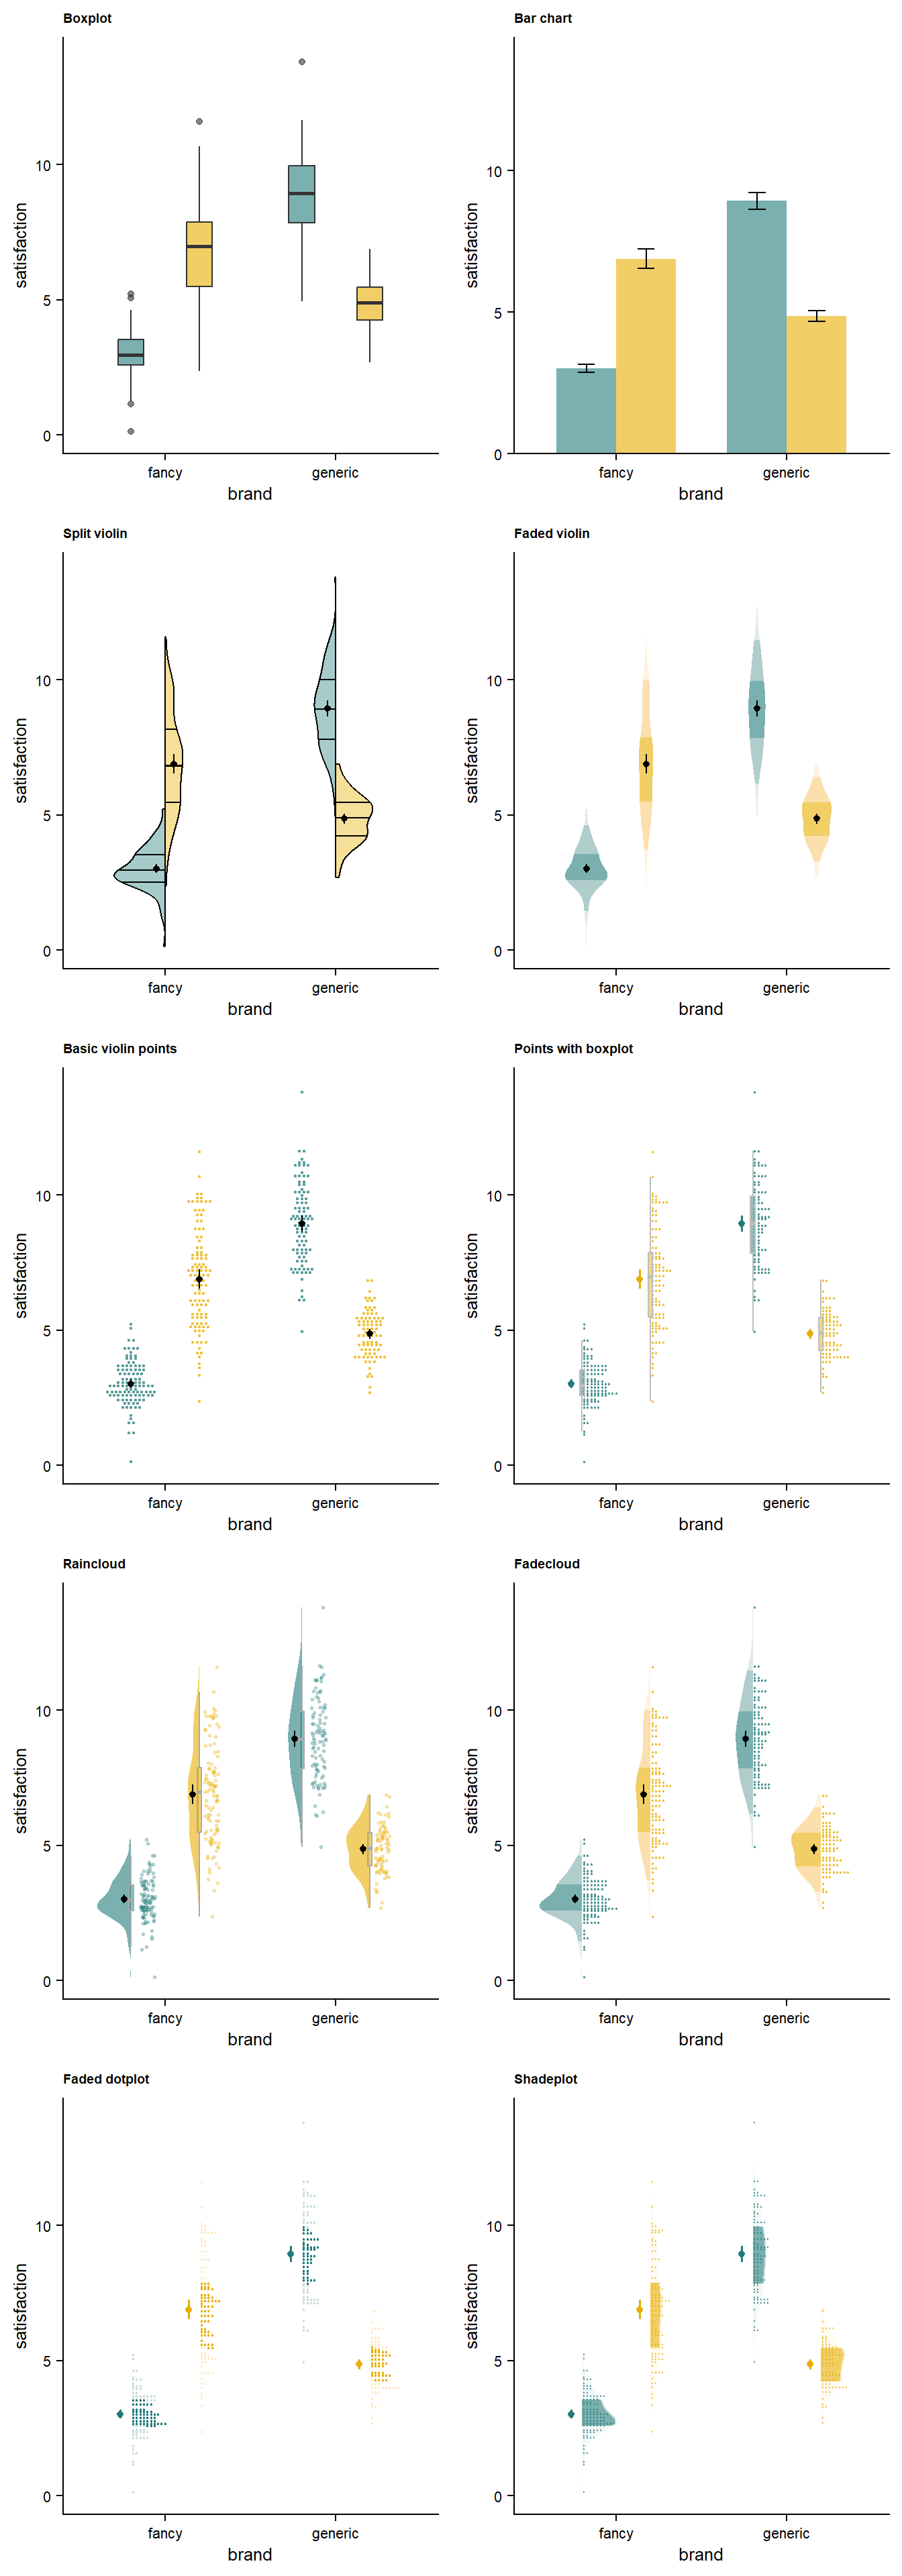 Boxplot
satisfaction
10
5
0
fancy generic
brand
Bar chart
satisfaction
10
5
0
fancy generic
brand
Split violin
satisfaction
10
5
0
fancy generic
brand
Faded violin
satisfaction
10
5
0
fancy generic
brand
Basic violin points
satisfaction
10
5
0
fancy generic
brand
Points with boxplot
satisfaction
10
5
0
fancy generic
brand
Raincloud
satisfaction
10
5
0
fancy generic
brand
Fadecloud
satisfaction
10
5
0
fancy generic
brand
Faded dotplot
satisfaction
10
5
0
fancy generic
brand
Shadeplot
satisfaction
10
5
0
fancy generic
brand